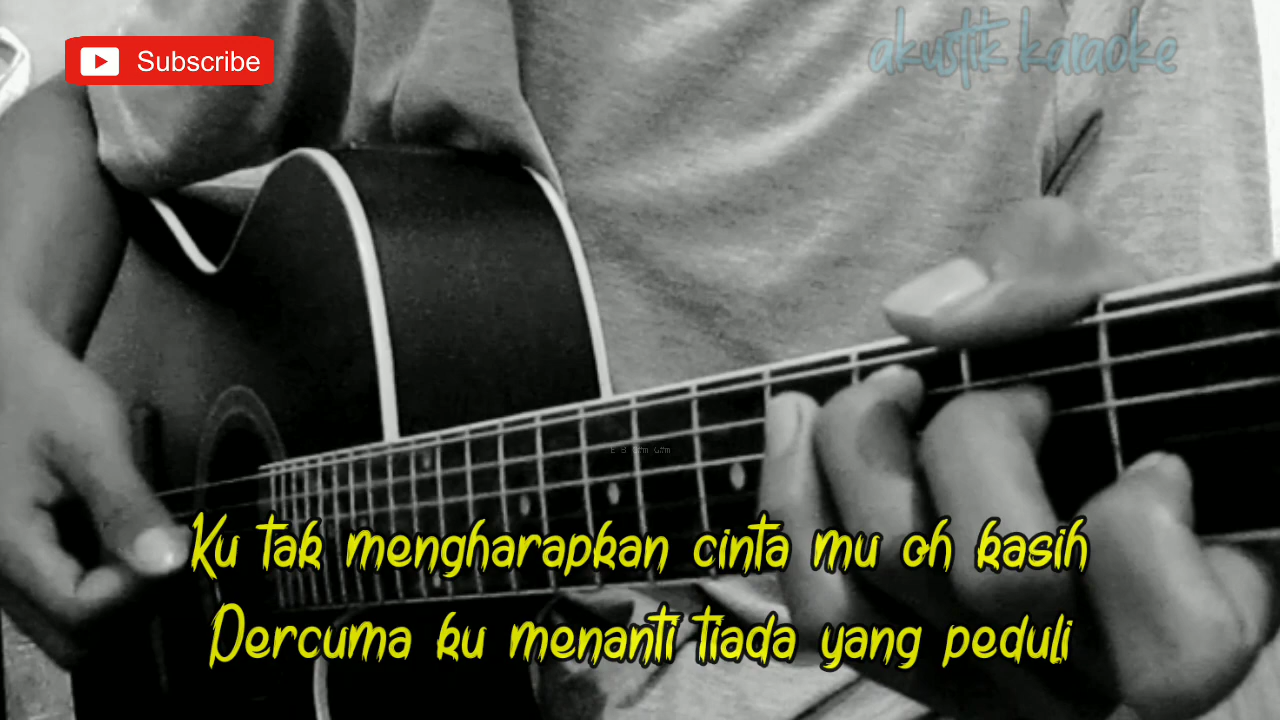 Subscribe
akustik karaoke
Ku tak mengharapkan cinta mu oh kasih
Dercuma ku menanti tiada yang peduli